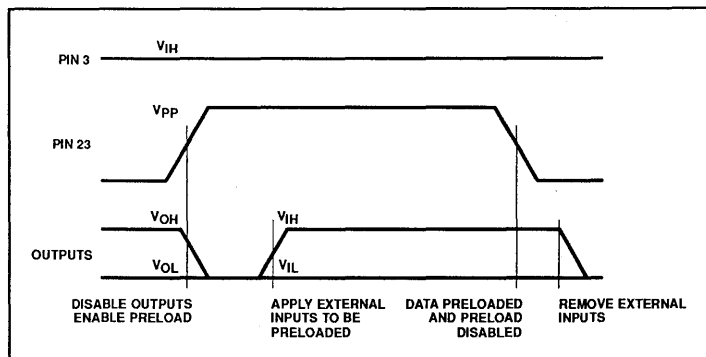 PIN 3
VIH
VPP
PIN 23
VOH
VIH
OUTPUTS
VOL
VIL
DISABLE OUTPUTS
ENABLE PRELOAD
APPLY EXTERNAL
INPUTS TO BE
PRELOADED
DATA PRELOADED
AND PRELOAD
DISABLED
REMOVE EXTERNAL
INPUTS